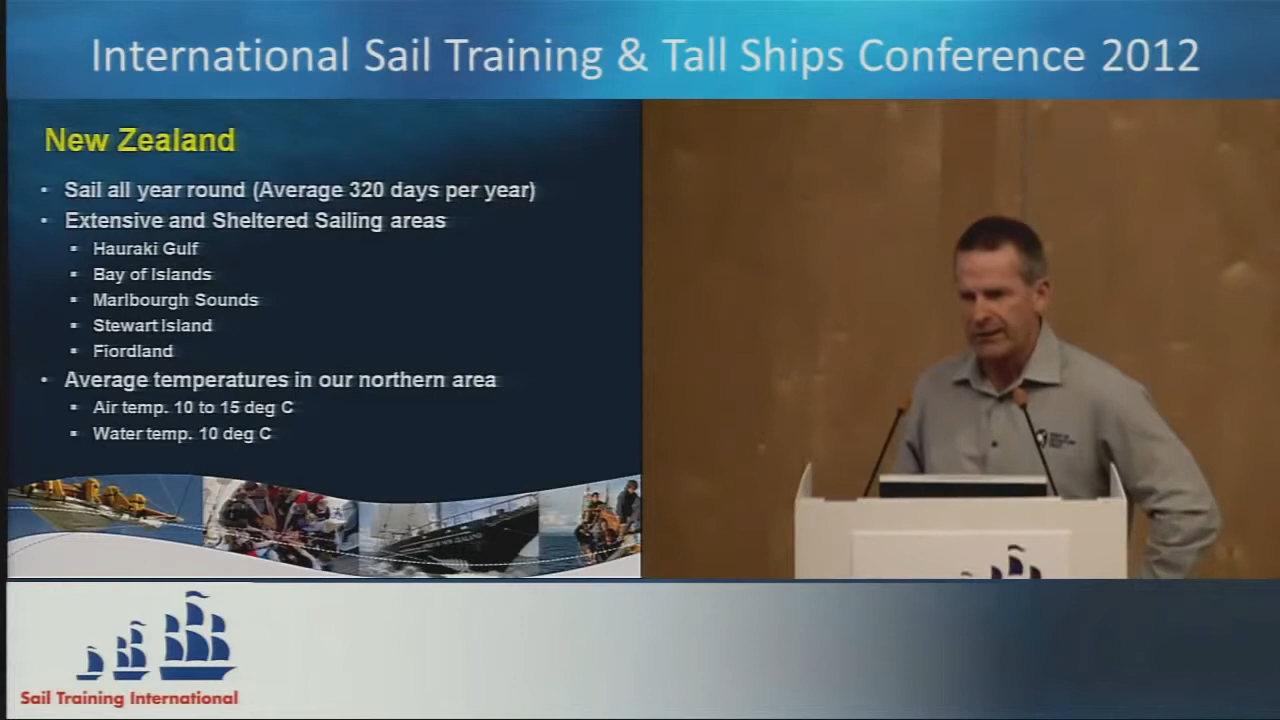 International Sail Training & Tall Ships Conference 2012
New Zealand
• Sail all year round (Average 320 days per year)
• Extensive and Sheltered Sailing areas
▪ Hauraki Gulf
▪ Bay of Islands
▪ Marlbourgh Sounds
▪ Stewart Island
▪ Fiordland
• Average temperatures in our northern area
▪ Air temp. 10 to 15 deg C
▪ Water temp. 10 deg C
Sail Training International